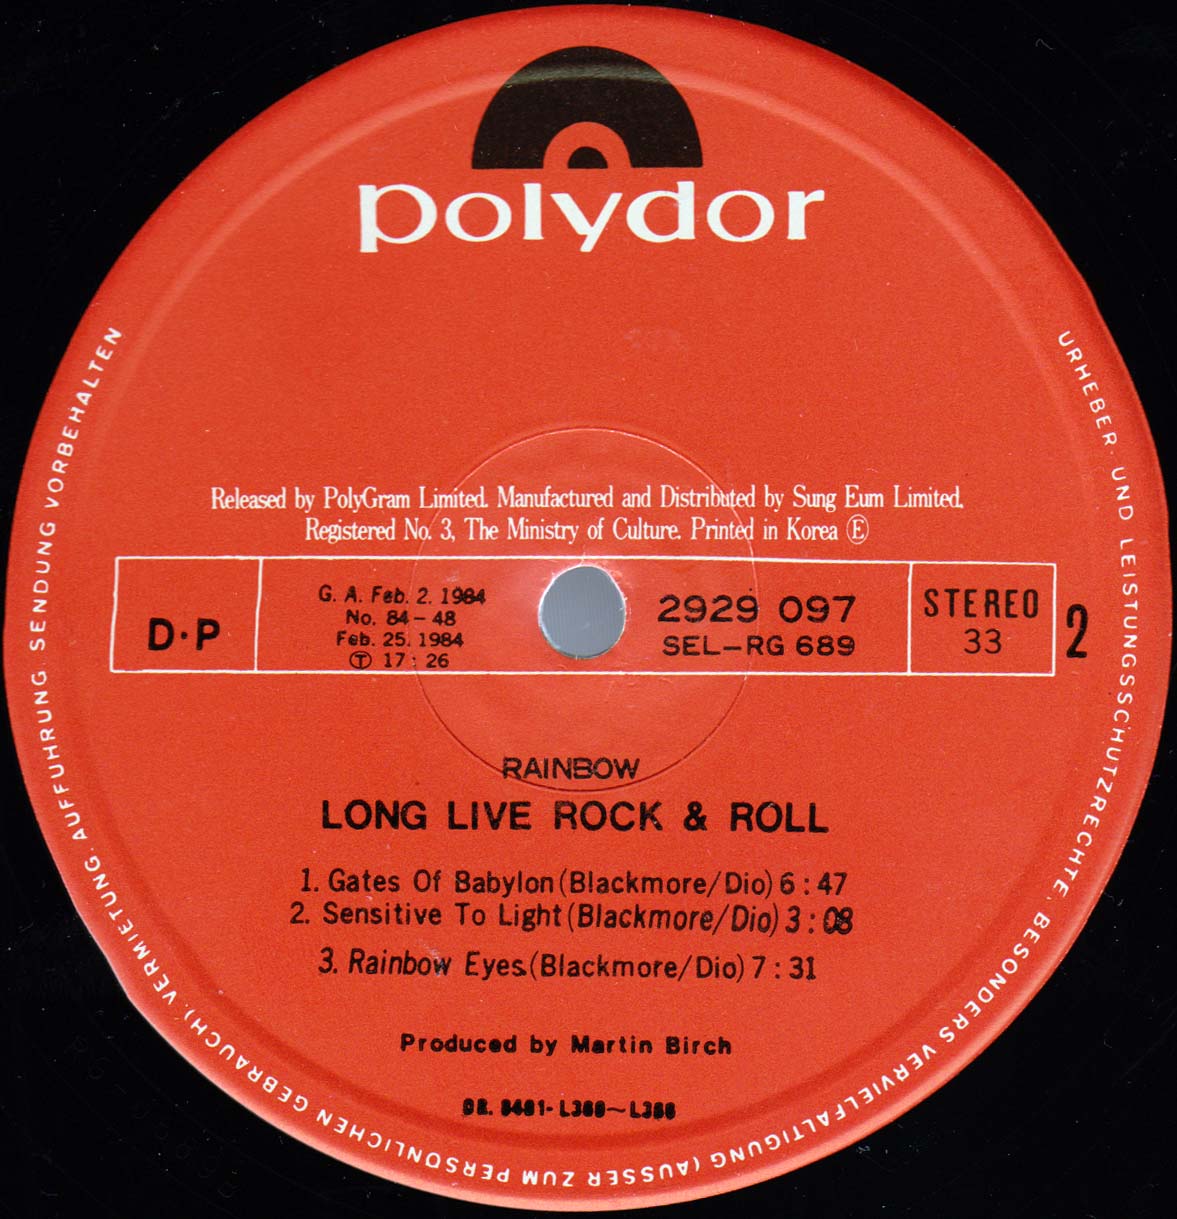 polydor
Released by PolyGram Limited. Manufactured and Distributed by Sung Eum Limited,
Registered No. 3, The Ministry of Culture. Printed in Korea Ⓔ
D·P
G. A. Feb. 2. 1984
No. 84-48
Feb. 25. 1984
Ⓣ 17 : 26
2929 097
SEL-RG 689
STEREO
33
2
RAINBOW
LONG LIVE ROCK & ROLL
1. Gates Of Babylon (Blackmore/Dio) 6 : 47
2. Sensitive To Light (Blackmore/Dio) 3 : 08
3. Rainbow Eyes (Blackmore/Dio) 7 : 31
Produced by Martin Birch
URHEBER- UND LEISTUNGSSCHUTZRECHTE, BESONDERS VERVIELFALTIGUNG (AUSSER ZUM PERSONLICHEN GEBRAUCH), VERMIETUNG, AUFFUHRUNG, SENDUNG VORBEHALTEN